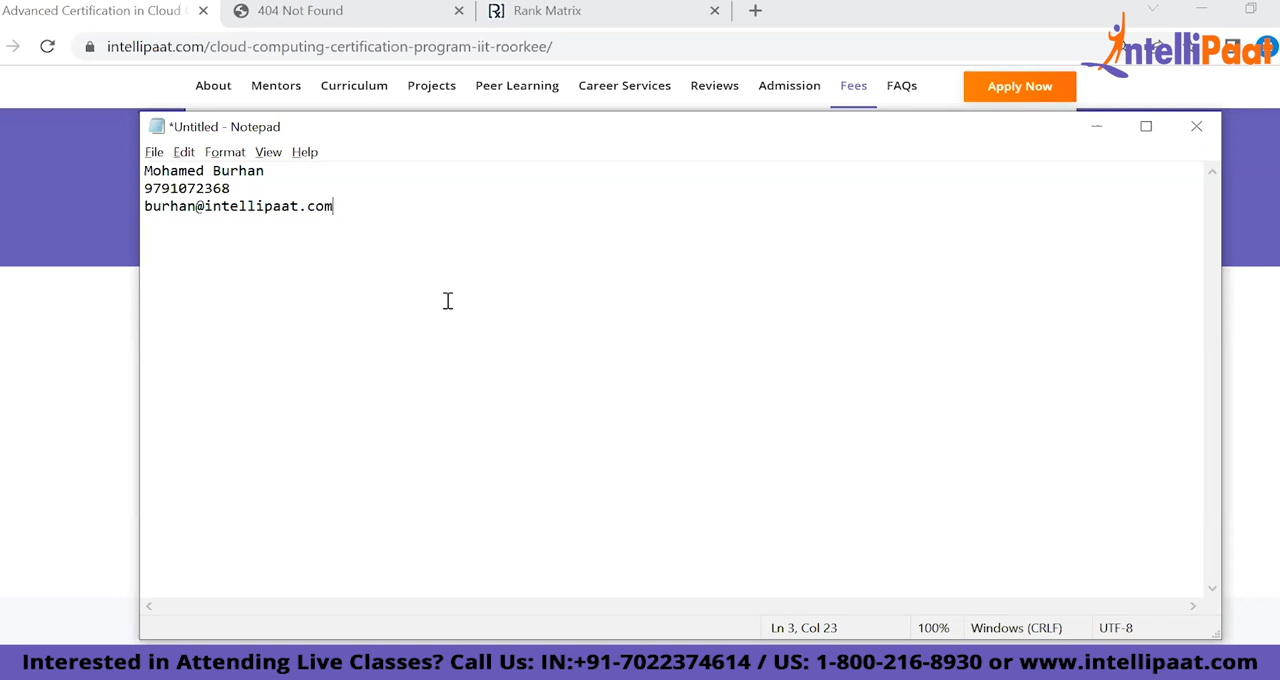 Advanced Certification in Cloud
404 Not Found
Rank Matrix
intellipaat.com/cloud-computing-certification-program-iit-roorkee/
IntelliPaat
About Mentors Curriculum Projects Peer Learning Career Services Reviews Admission Fees FAQs Apply Now
*Untitled - Notepad
File Edit Format View Help
Mohamed Burhan
9791072368
burhan@intellipaat.com
Ln 3, Col 23 100% Windows (CRLF) UTF-8
Interested in Attending Live Classes? Call Us: IN:+91-7022374614 / US: 1-800-216-8930 or www.intellipaat.com